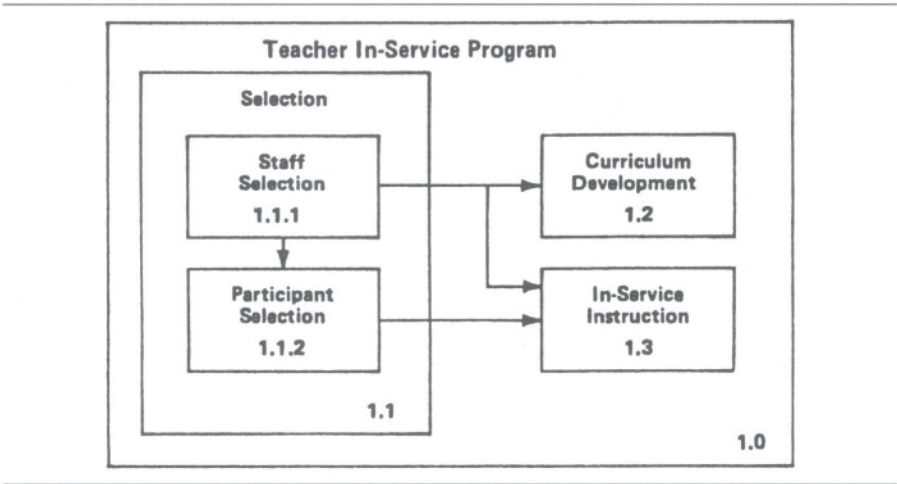 Teacher In-Service Program
Selection
Staff
Selection
1.1.1
Curriculum
Development
1.2
Participant
Selection
1.1.2
In-Service
Instruction
1.3
1.1
1.0